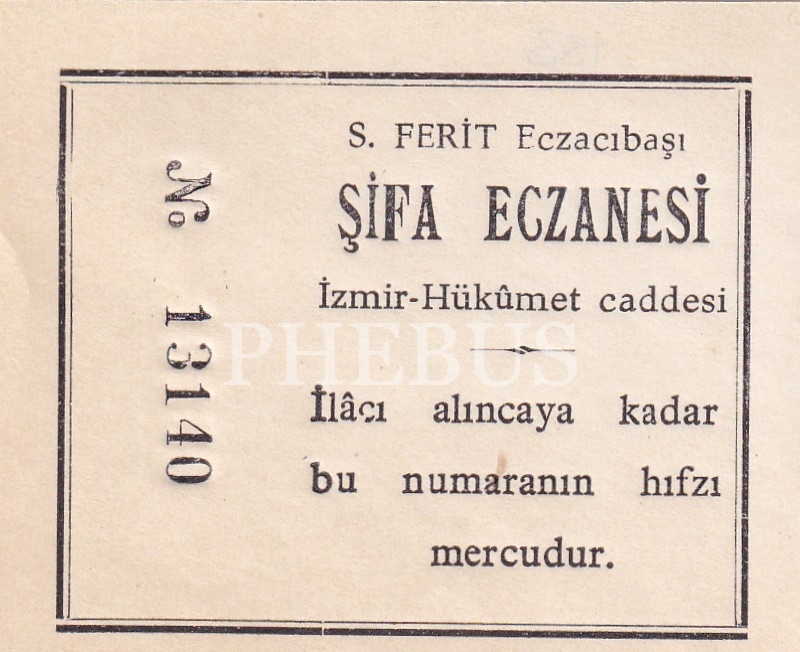 S. FERİT Eczacıbaşı
ŞİFA ECZANESİ
İzmir-Hükûmet caddesi
İlâcı alıncaya kadar
bu numaranın hıfzı
mercudur.
No. 13140
PHEBUS